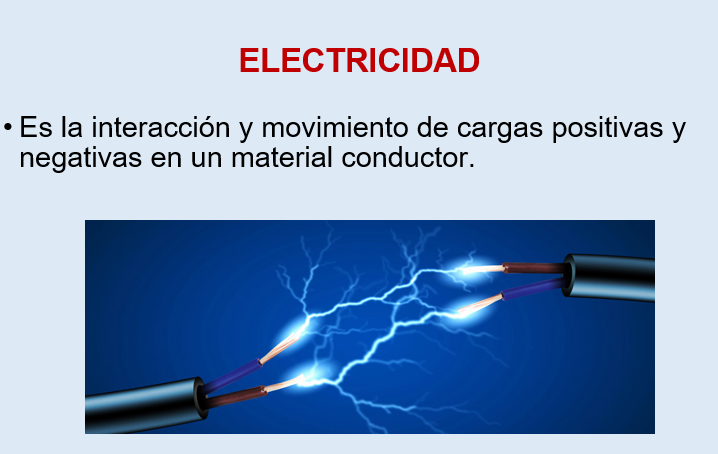 ELECTRICIDAD
• Es la interacción y movimiento de cargas positivas y
negativas en un material conductor.